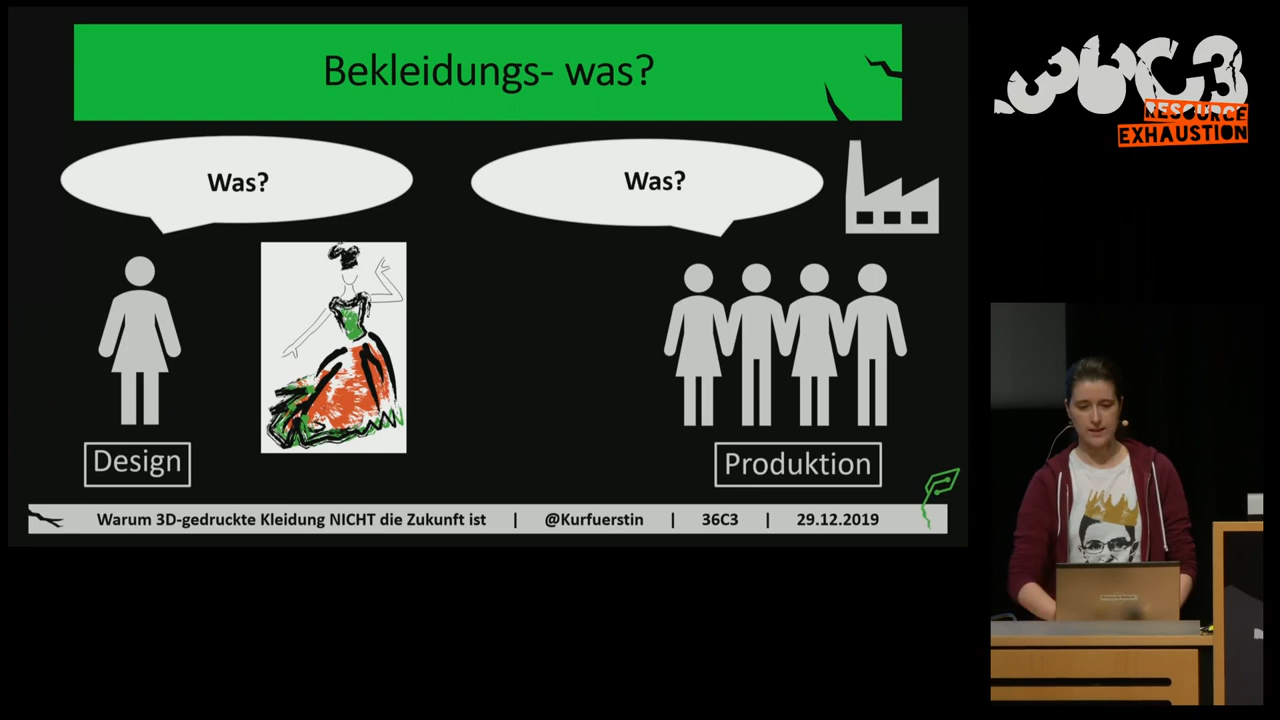 Bekleidungs- was?
Was?
Was?
Design
Produktion
Warum 3D-gedruckte Kleidung NICHT die Zukunft ist | @Kurfuerstin | 36C3 | 29.12.2019
36C3
RESOURCE
EXHAUSTION